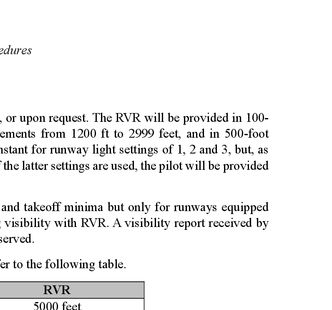 edures
, or upon request. The RVR will be provided in 100-
ements from 1200 ft to 2999 feet, and in 500-foot
nstant for runway light settings of 1, 2 and 3, but, as
the latter settings are used, the pilot will be provided
and takeoff minima but only for runways equipped
visibility with RVR. A visibility report received by
served.
er to the following table.
RVR
5000 feet